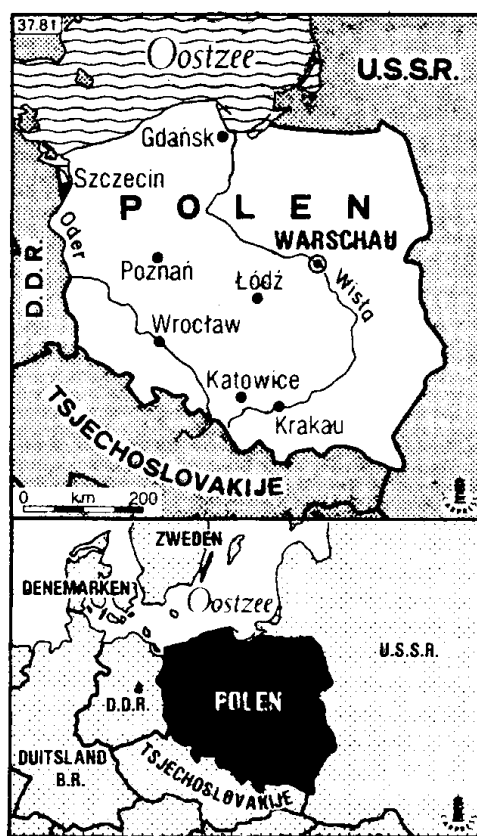 37.81
Oostzee
U.S.S.R.
Gdańsk
Szczecin
POLEN
Oder
WARSCHAU
D.D.R.
Poznań
Łódź
Wisła
Wrocław
Katowice
Krakau
TSJECHOSLOVAKIJE
0 km 200
ZWEDEN
DENEMARKEN
Oostzee
U.S.S.R.
D.D.R.
POLEN
DUITSLAND
B.R.
TSJECHOSLOVAKIJE